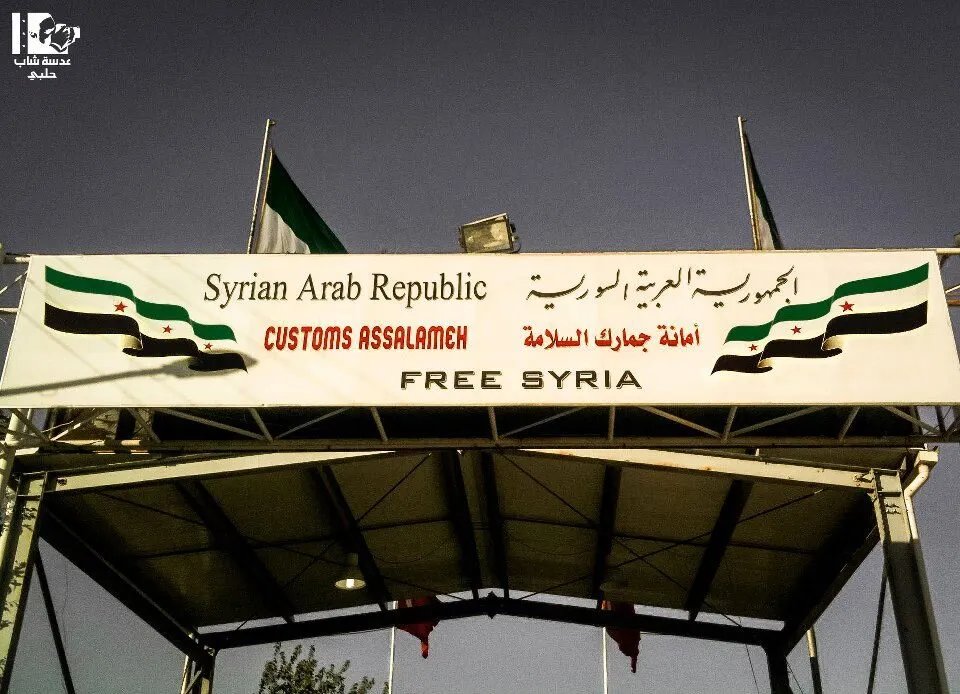 عدسة شاب
حلبي
Syrian Arab Republic الجمهورية العربية السورية
CUSTOMS ASSALAMEH أمانة جمارك السلامة
FREE SYRIA